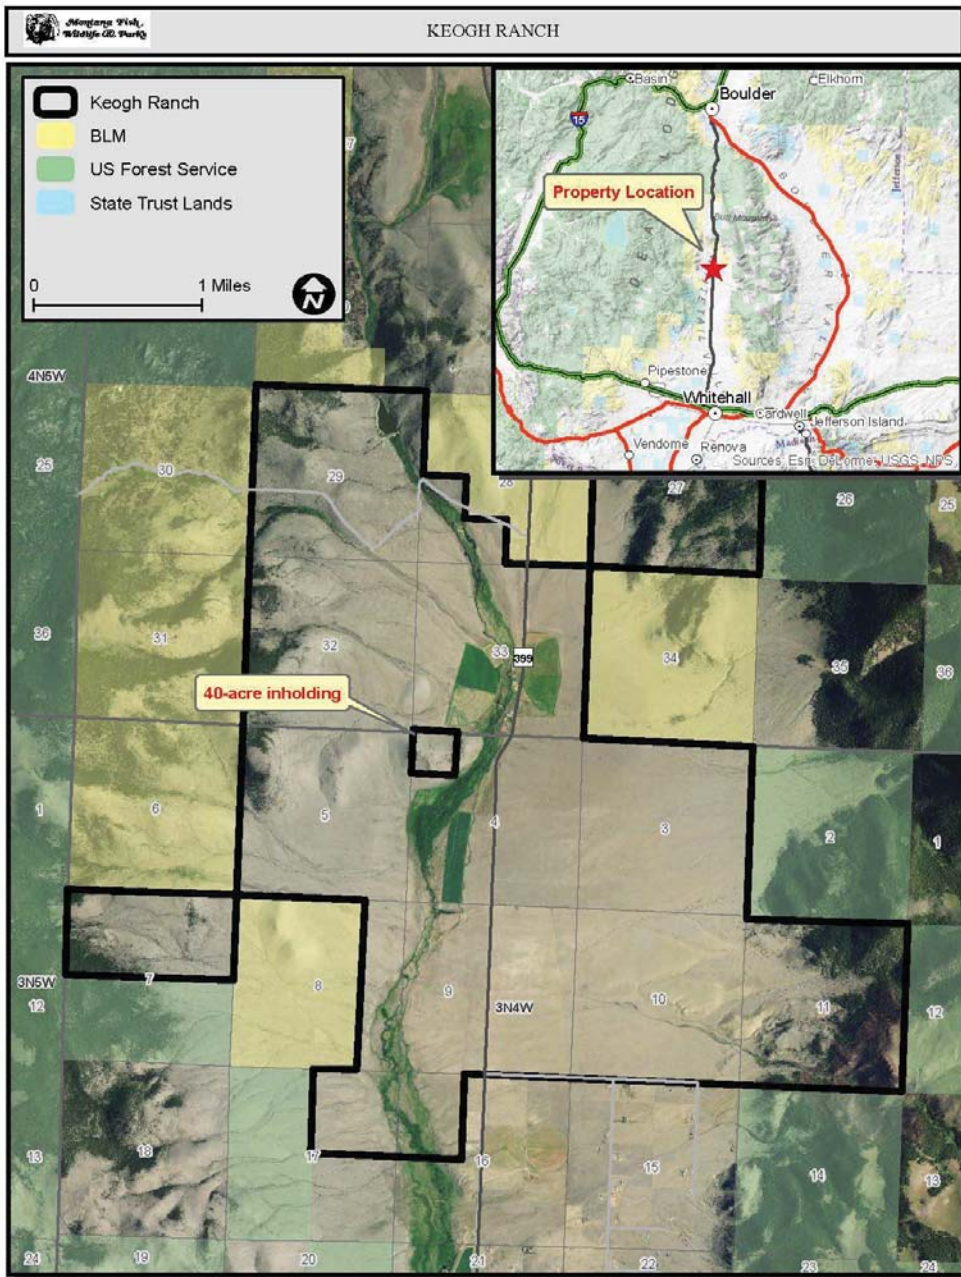 Montana Fish,
Wildlife & Parks
KEOGH RANCH
Keogh Ranch
BLM
US Forest Service
State Trust Lands
0
1 Miles
N
Basin
Elkhorn
Boulder
15
Jefferson
Property Location
Bull Mountain
Pipestone
Whitehall
Cardwell
Jefferson Island
Vendome
Renova
Sources: Esri, DeLorme, USGS, NPS
4N5W
25
30
29
28
27
26
25
36
31
32
33
399
34
35
36
40-acre inholding
1
6
5
4
3
2
1
3N5W
12
7
8
9
3N4W
10
11
12
13
18
17
16
15
14
13
24
19
20
21
22
23
24